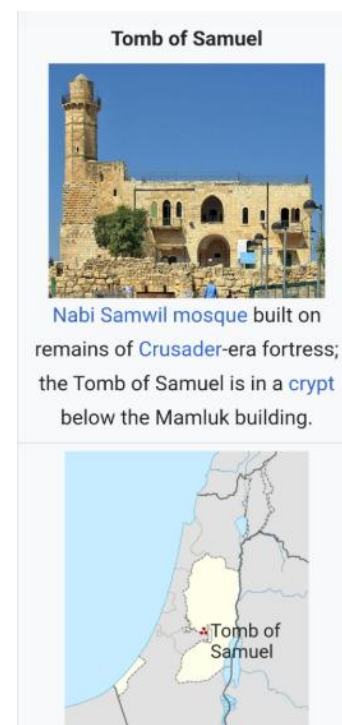 Tomb of Samuel
Nabi Samwil mosque built on
remains of Crusader-era fortress;
the Tomb of Samuel is in a crypt
below the Mamluk building.
Tomb of
Samuel